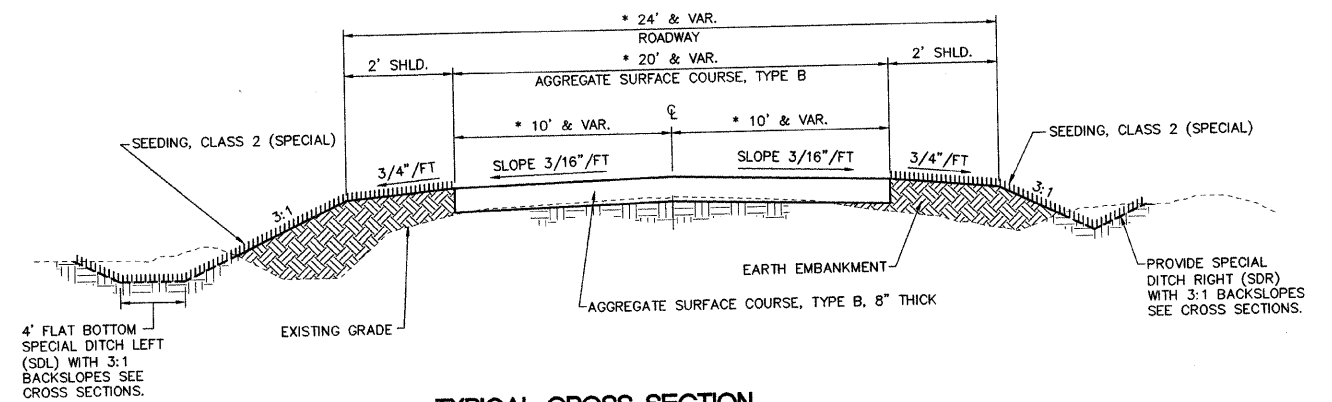 * 24' & VAR.
ROADWAY
2' SHLD.
* 20' & VAR.
2' SHLD.
AGGREGATE SURFACE COURSE, TYPE B
℄
* 10' & VAR.
* 10' & VAR.
SEEDING, CLASS 2 (SPECIAL)
SEEDING, CLASS 2 (SPECIAL)
3/4"/FT
SLOPE 3/16"/FT
SLOPE 3/16"/FT
3/4"/FT
3:1
3:1
EARTH EMBANKMENT
PROVIDE SPECIAL
DITCH RIGHT (SDR)
WITH 3:1 BACKSLOPES
SEE CROSS SECTIONS.
AGGREGATE SURFACE COURSE, TYPE B, 8" THICK
EXISTING GRADE
4' FLAT BOTTOM
SPECIAL DITCH LEFT
(SDL) WITH 3:1
BACKSLOPES SEE
CROSS SECTIONS.
TYPICAL CROSS SECTION